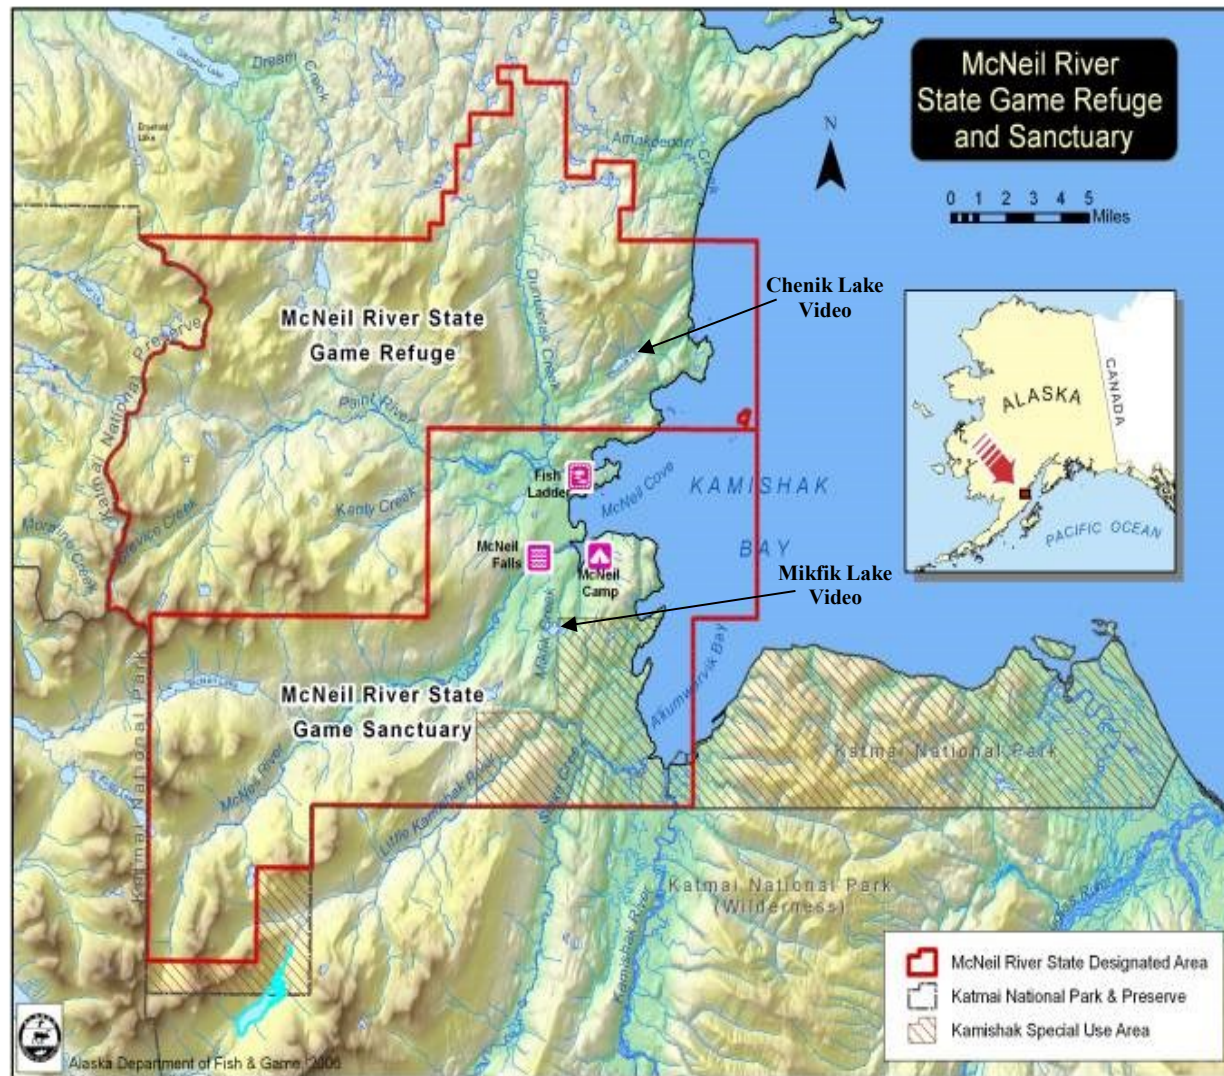 McNeil River
State Game Refuge
and Sanctuary
N
0 1 2 3 4 5
Miles
Dream Creek
Emerald
Lake
Amakdedori Creek
Chenik Lake
Video
McNeil River State
Game Refuge
Katmai National Preserve
Dumuletak Creek
Paint River
ALASKA
CANADA
PACIFIC OCEAN
Fish
Ladder
McNeil Cove
KAMISHAK
BAY
Kenty Creek
Moraine Creek
McNeil
Falls
McNeil
Camp
Mikfik Lake
Video
Mikfik Creek
McNeil River State
Game Sanctuary
Akumwarvik Bay
Katmai National Park
Katmai National Park
McNeil River
Little Kamishak River
Katmai National Park
(Wilderness)
Kamishak River
McNeil River State Designated Area
Katmai National Park & Preserve
Kamishak Special Use Area
Alaska Department of Fish & Game, 2006